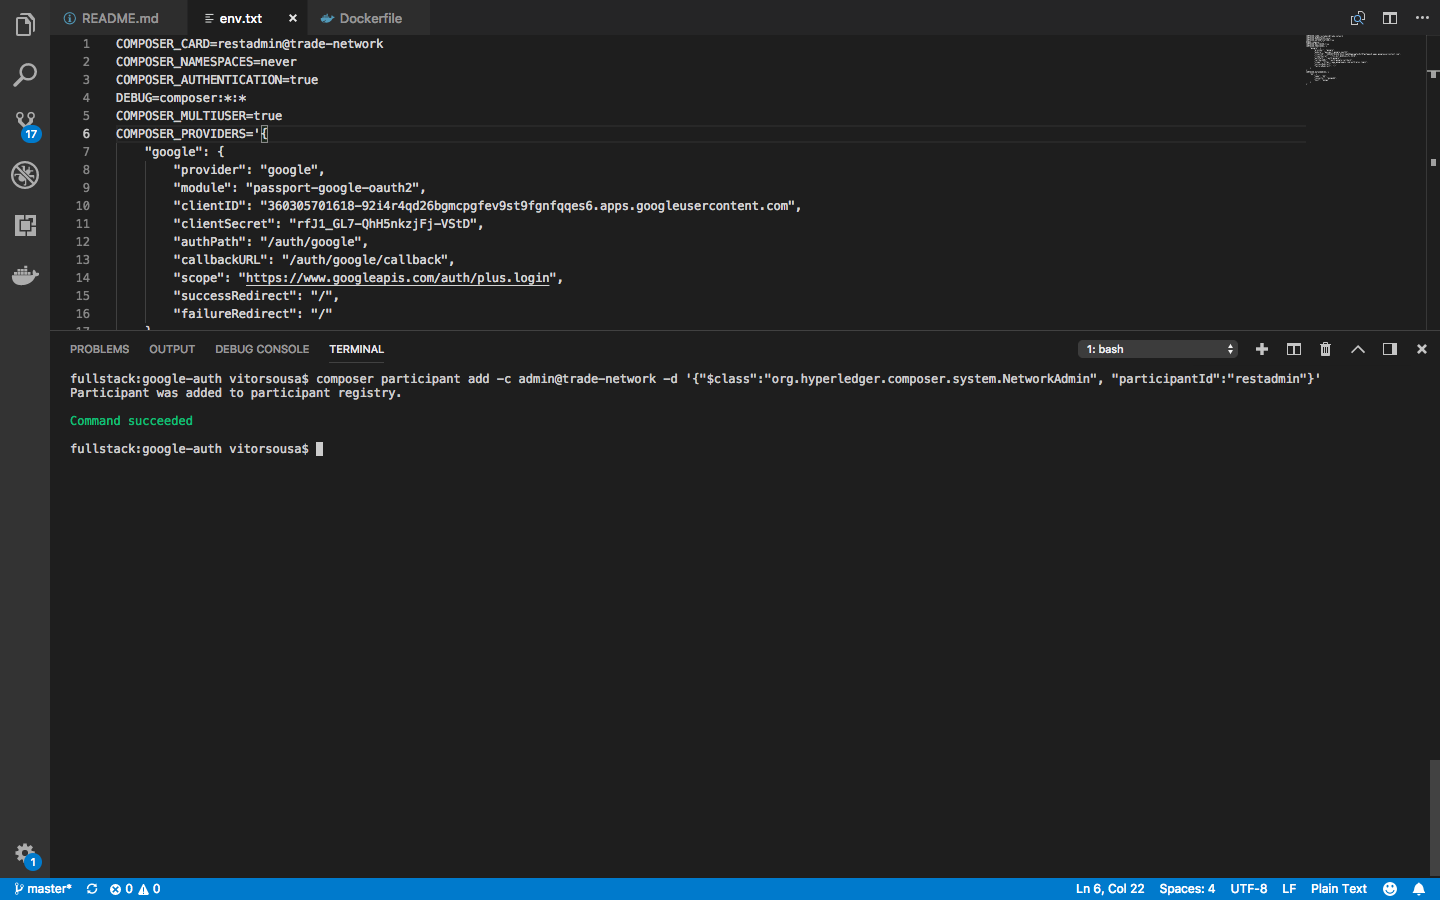 README.md
env.txt
Dockerfile
1 COMPOSER_CARD=restadmin@trade-network
2 COMPOSER_NAMESPACES=never
3 COMPOSER_AUTHENTICATION=true
4 DEBUG=composer:*:*
5 COMPOSER_MULTIUSER=true
6 COMPOSER_PROVIDERS='{
7 "google": {
8 "provider": "google",
9 "module": "passport-google-oauth2",
10 "clientID": "360305701618-92i4r4qd26bgmcpgfev9st9fgnfqqes6.apps.googleusercontent.com",
11 "clientSecret": "rfJ1_GL7-QhH5nkzjFj-VStD",
12 "authPath": "/auth/google",
13 "callbackURL": "/auth/google/callback",
14 "scope": "https://www.googleapis.com/auth/plus.login",
15 "successRedirect": "/",
16 "failureRedirect": "/"
17 }
17
PROBLEMS OUTPUT DEBUG CONSOLE TERMINAL
1: bash
fullstack:google-auth vitorsousa$ composer participant add -c admin@trade-network -d '{"$class":"org.hyperledger.composer.system.NetworkAdmin", "participantId":"restadmin"}'
Participant was added to participant registry.
Command succeeded
fullstack:google-auth vitorsousa$
1
master* 0 0 Ln 6, Col 22 Spaces: 4 UTF-8 LF Plain Text